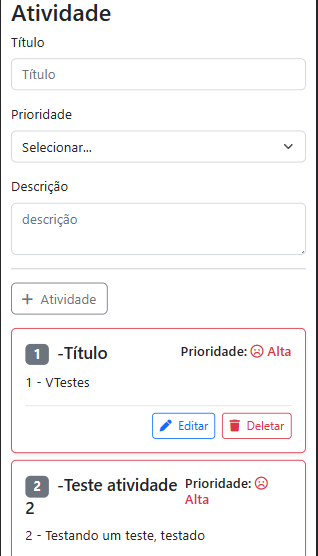 Atividade
Título
Título
Prioridade
Selecionar...
Descrição
descrição
+ Atividade
1 -Título Prioridade: Alta
1 - VTestes
Editar Deletar
2 -Teste atividade Prioridade:
2 Alta
2 - Testando um teste, testado